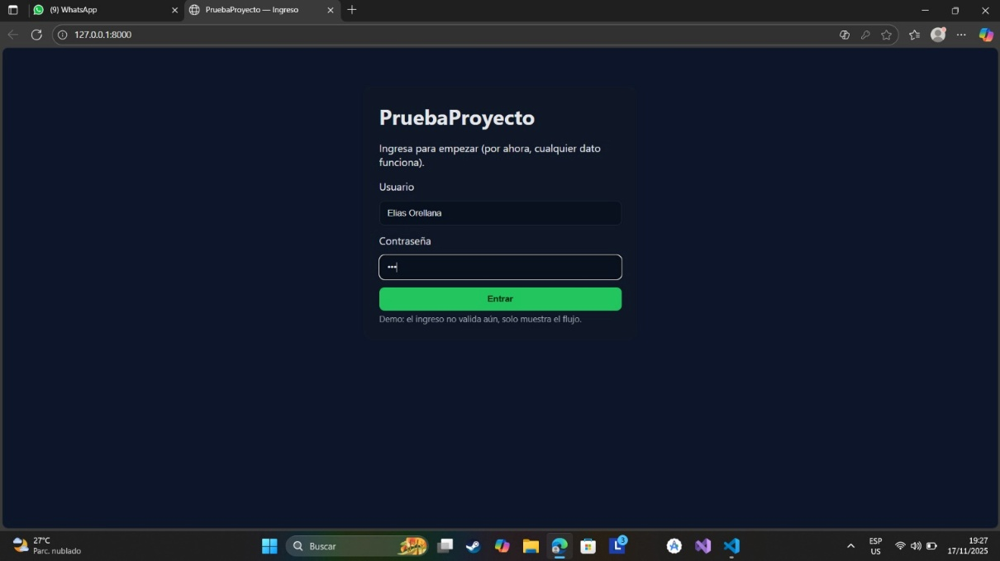 (9) WhatsApp
PruebaProyecto — Ingreso
127.0.0.1:8000
PruebaProyecto
Ingresa para empezar (por ahora, cualquier dato
funciona).
Usuario
Elias Orellana
Contraseña
•••
Entrar
Demo: el ingreso no valida aún, solo muestra el flujo.
27°C
Parc. nublado
Buscar
L
3
ESP
US
19:27
17/11/2025